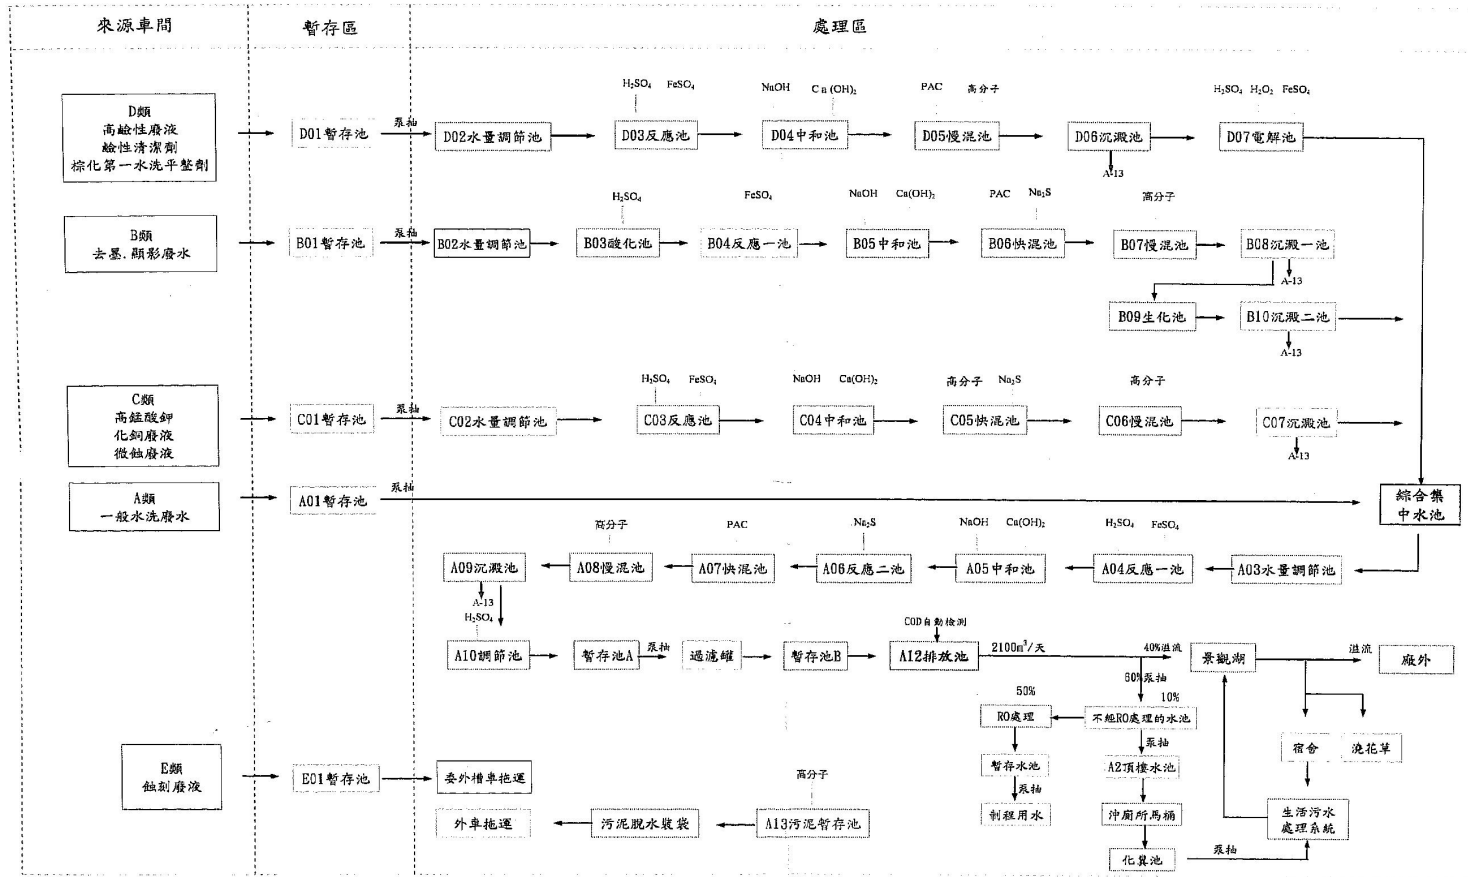 來源車間
暫存區
處理區
H₂SO₄ FeSO₄
NaOH Ca(OH)₂
PAC 高分子
H₂SO₄ H₂O₂ FeSO₄
D類
高鹼性廢液
鹼性清潔劑
棕化第一水洗平整劑
D01暫存池
泵抽
D02水量調節池
D03反應池
D04中和池
D05慢混池
D06沉澱池
D07電解池
A-13
H₂SO₄
FeSO₄
NaOH Ca(OH)₂
PAC Na₂S
高分子
B類
去墨.顯影廢水
B01暫存池
泵抽
B02水量調節池
B03酸化池
B04反應一池
B05中和池
B06快混池
B07慢混池
B08沉澱一池
A-13
B09生化池
B10沉澱二池
A-13
H₂SO₄ FeSO₄
NaOH Ca(OH)₂
高分子 Na₂S
高分子
C類
高錳酸鉀
化銅廢液
微蝕廢液
C01暫存池
泵抽
C02水量調節池
C03反應池
C04中和池
C05快混池
C06慢混池
C07沉澱池
A-13
A類
一般水洗廢水
A01暫存池
泵抽
綜合集
中水池
高分子
PAC
Na₂S
NaOH Ca(OH)₂
H₂SO₄ FeSO₄
A09沉澱池
A08慢混池
A07快混池
A06反應二池
A05中和池
A04反應一池
A03水量調節池
A-13
H₂SO₄
COD自動檢測
A10調節池
暫存池A
泵抽
過濾罐
暫存池B
A12排放池
2100m³/天
40%溢流
景觀湖
溢流
廠外
60%泵抽
50%
10%
RO處理
不經RO處理的水池
泵抽
宿舍
澆花草
暫存水池
A2頂樓水池
泵抽
制程用水
沖廁所馬桶
生活污水
處理系統
化糞池
泵抽
E類
蝕刻廢液
E01暫存池
委外槽車拖運
高分子
外車拖運
污泥脫水裝袋
A13污泥暫存池